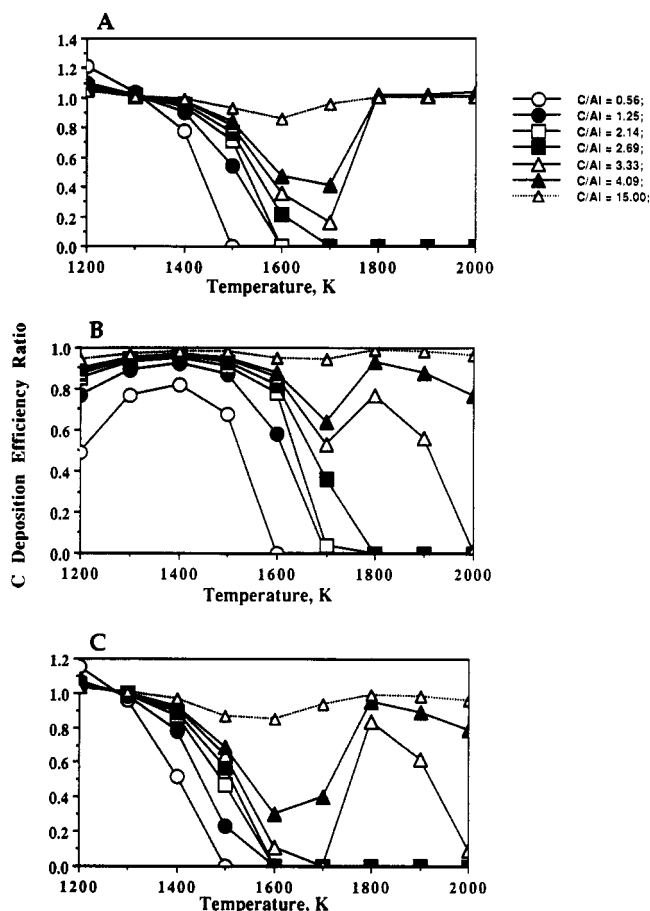 A
1.4
1.2
1.0
0.8
0.6
0.4
0.2
0.0
1200 1400 1600 1800 2000
Temperature, K
C/Al = 0.56;
C/Al = 1.25;
C/Al = 2.14;
C/Al = 2.69;
C/Al = 3.33;
C/Al = 4.09;
C/Al = 15.00;
C Deposition Efficiency Ratio
B
1.0
0.8
0.6
0.4
0.2
0.0
1200 1400 1600 1800 2000
Temperature, K
C
1.2
1.0
0.8
0.6
0.4
0.2
0.0
1200 1400 1600 1800 2000
Temperature, K